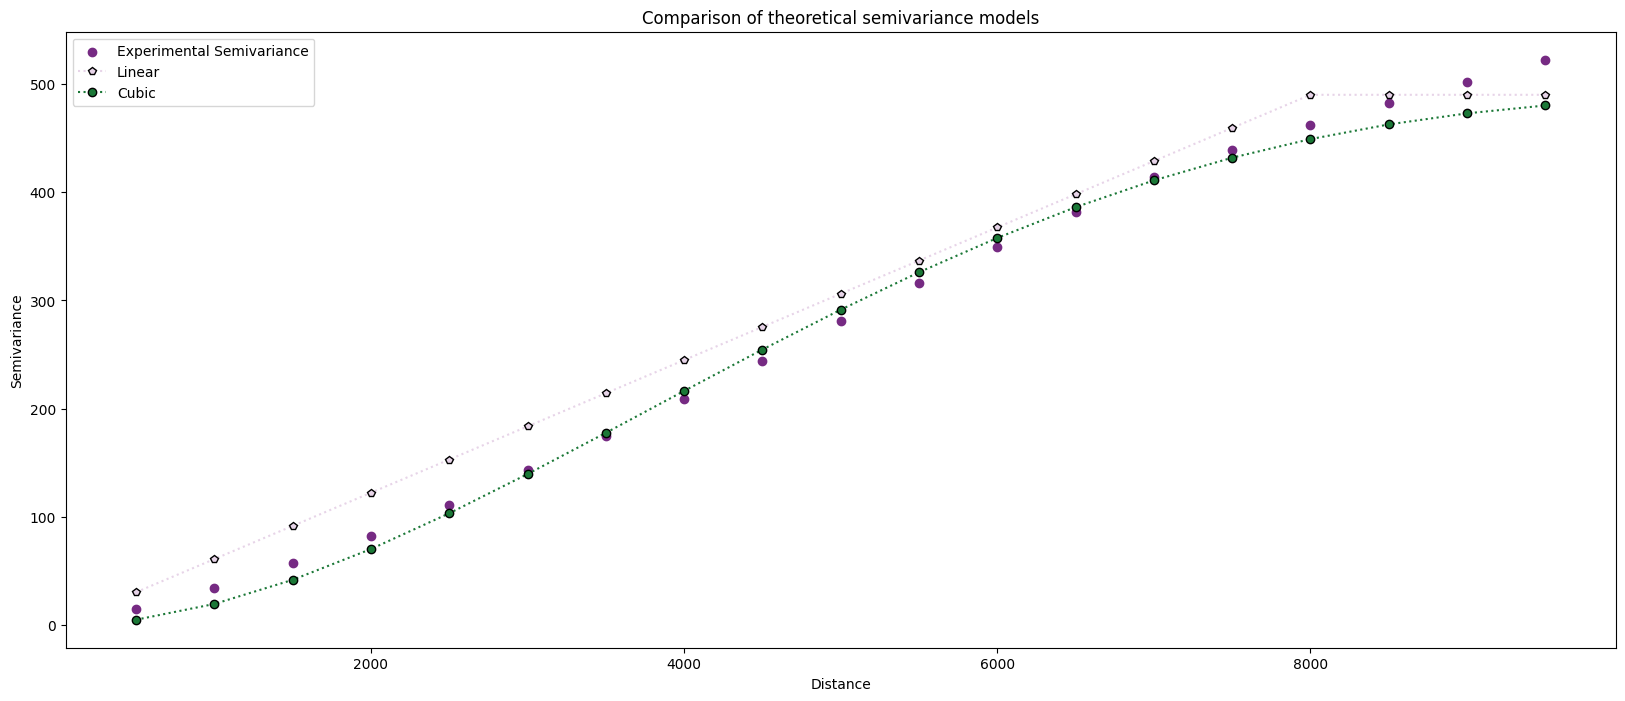 Comparison of theoretical semivariance models
Experimental Semivariance
Linear
Cubic
500
400
300
200
100
0
Semivariance
2000 4000 6000 8000
Distance